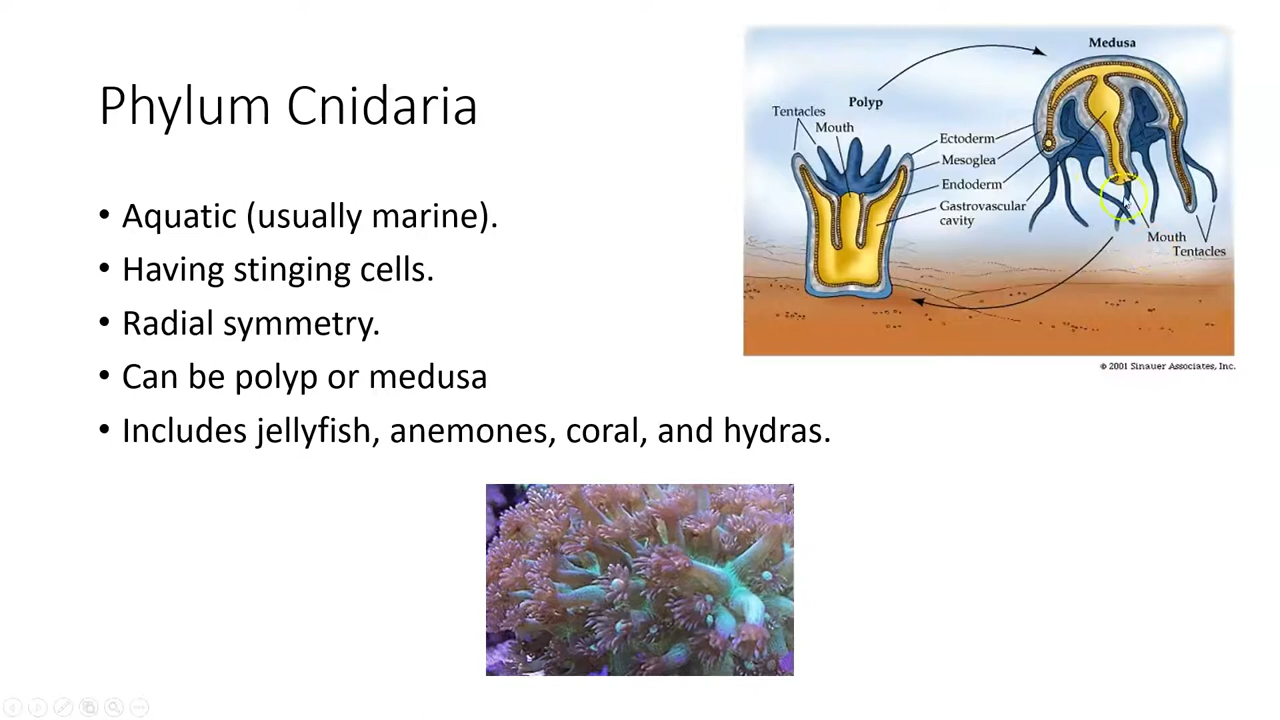 Phylum Cnidaria
• Aquatic (usually marine).
• Having stinging cells.
• Radial symmetry.
• Can be polyp or medusa
• Includes jellyfish, anemones, coral, and hydras.
Medusa
Polyp
Tentacles
Mouth
Ectoderm
Mesoglea
Endoderm
Gastrovascular
cavity
Mouth
Tentacles
© 2001 Sinauer Associates, Inc.